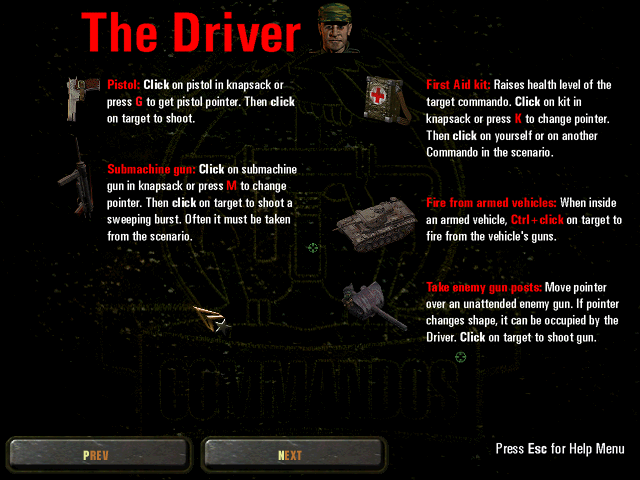 The Driver
Pistol: Click on pistol in knapsack or
press G to get pistol pointer. Then click
on target to shoot.
Submachine gun: Click on submachine
gun in knapsack or press M to change
pointer. Then click on target to shoot a
sweeping burst. Often it must be taken
from the scenario.
First Aid kit: Raises health level of the
target commando. Click on kit in
knapsack or press K to change pointer.
Then click on yourself or on another
Commando in the scenario.
Fire from armed vehicles: When inside
an armed vehicle, Ctrl+click on target to
fire from the vehicle's guns.
Take enemy gun posts: Move pointer
over an unattended enemy gun. If pointer
changes shape, it can be occupied by the
Driver. Click on target to shoot gun.
COMMANDOS
PREV
NEXT
Press Esc for Help Menu